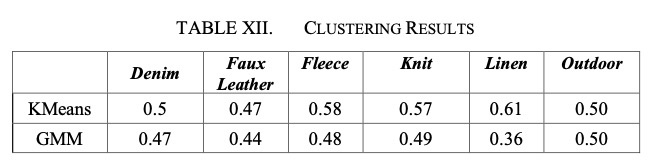 TABLE XII. CLUSTERING RESULTS
Denim Faux Leather Fleece Knit Linen Outdoor
KMeans 0.5 0.47 0.58 0.57 0.61 0.50
GMM 0.47 0.44 0.48 0.49 0.36 0.50